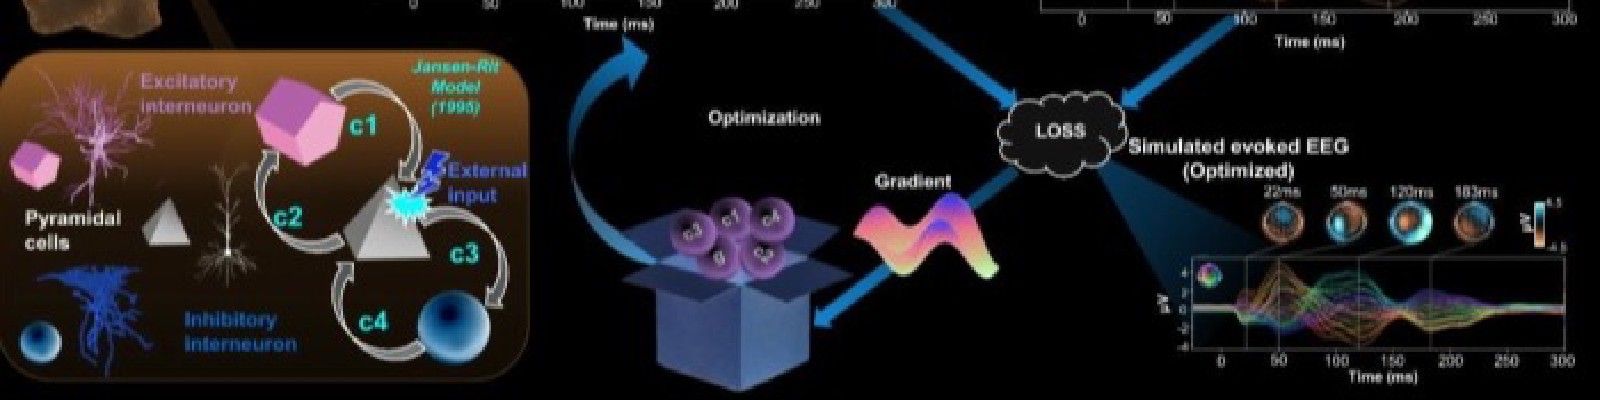 0 50 100 150 200 250 300
Time (ms)
0 50 100 150 200 250 300
Time (ms)
Excitatory
interneuron
Jansen-Rit
Model
(1995)
c1
External
input
c2
Pyramidal
cells
c3
c4
Inhibitory
interneuron
Optimization
LOSS
Gradient
c1
c4
Simulated evoked EEG
(Optimized)
22ms 50ms 120ms 183ms
µV
µV
4
2
0
-2
-4
0 50 100 150 200 250 300
Time (ms)